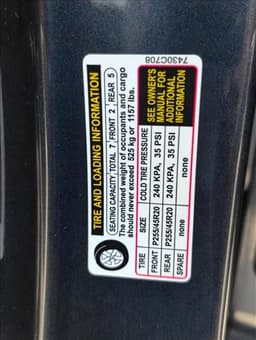 7430C708
TIRE AND LOADING INFORMATION
SEATING CAPACITY TOTAL 7 FRONT 2 REAR 5
The combined weight of occupants and cargo
should never exceed 525 kg or 1157 lbs.
TIRE SIZE COLD TIRE PRESSURE
FRONT P255/45R20 240 KPA, 35 PSI
REAR P255/45R20 240 KPA, 35 PSI
SPARE none none
SEE OWNER'S
MANUAL FOR
ADDITIONAL
INFORMATION